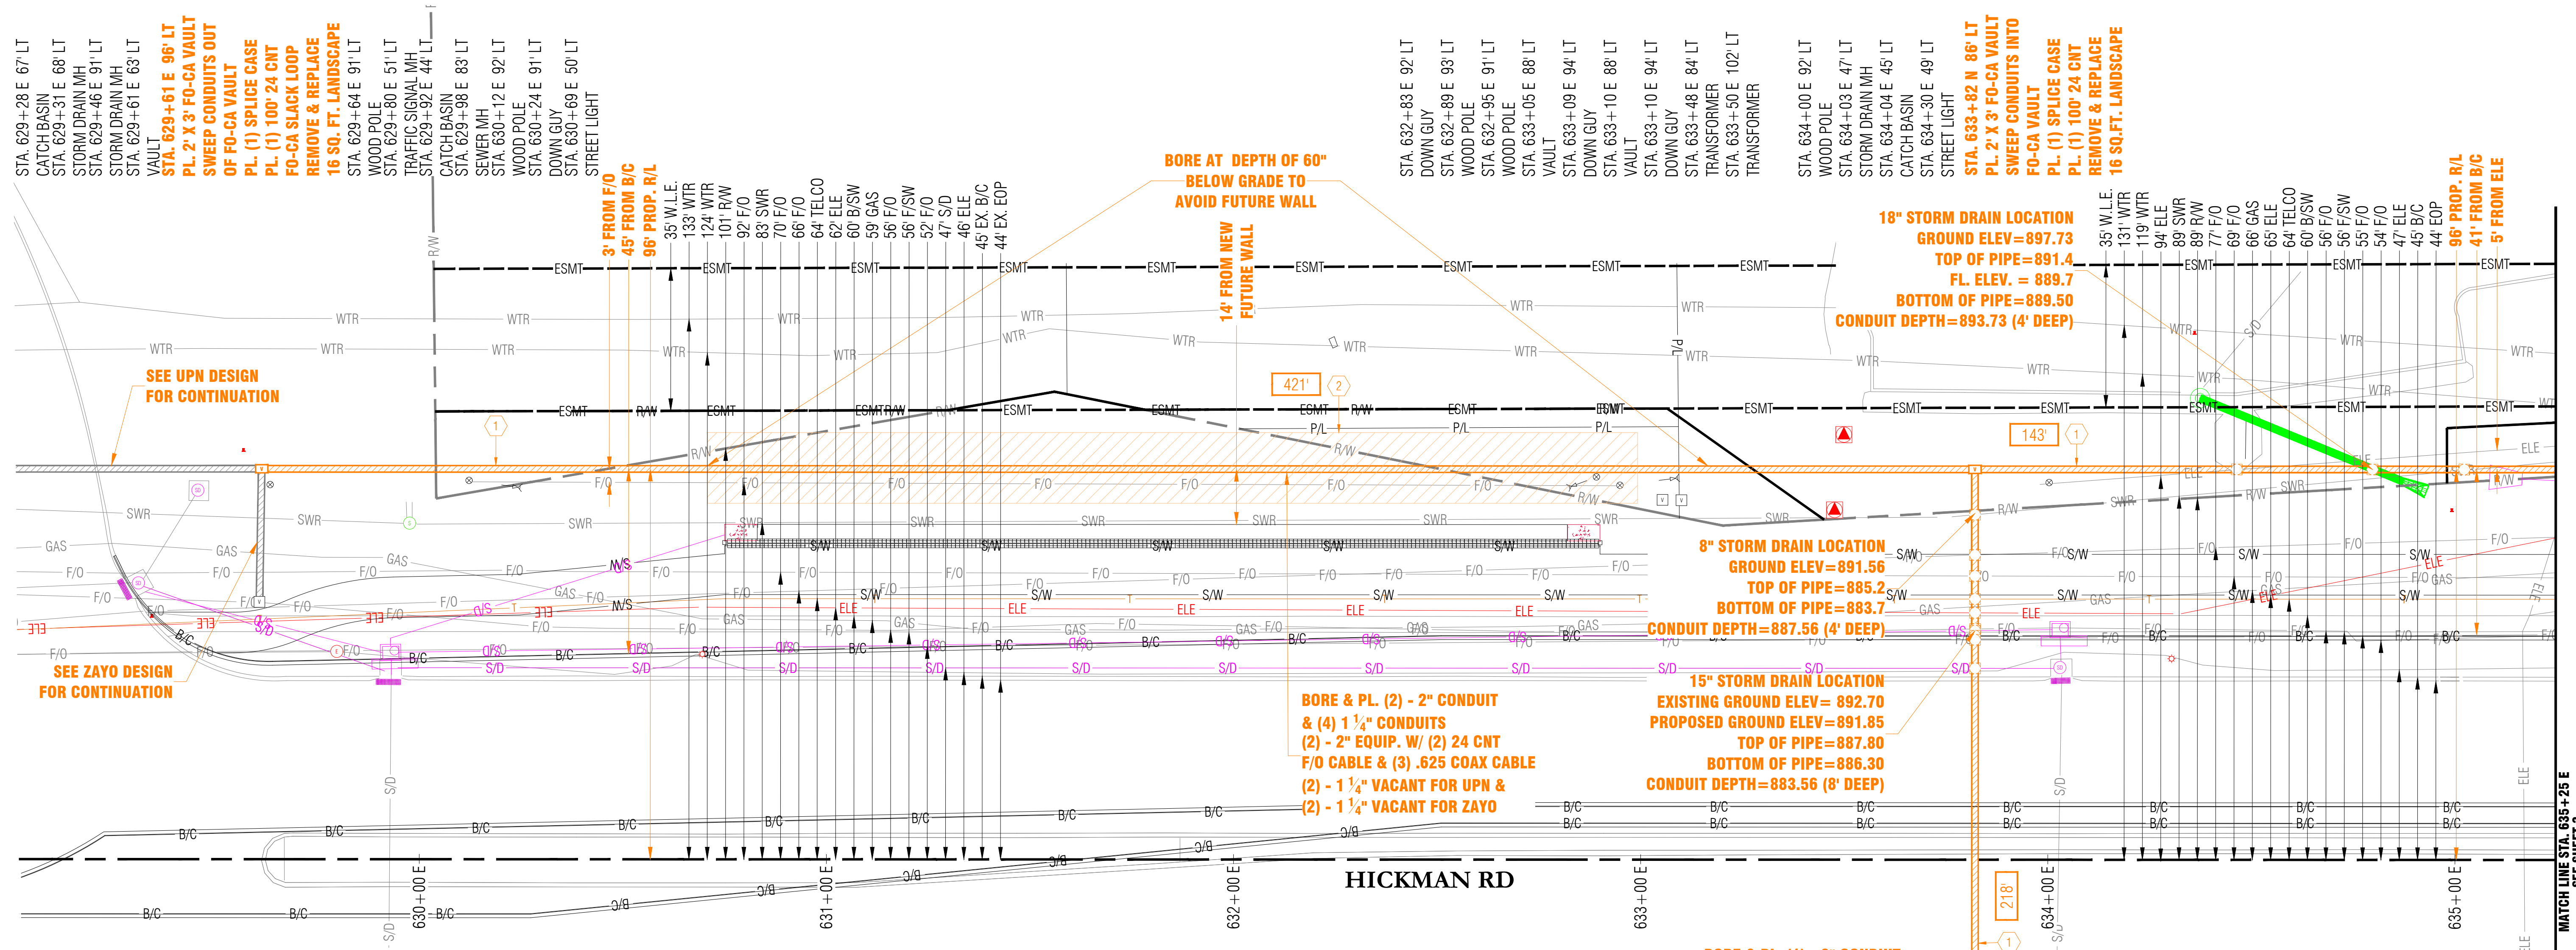 STA. 629+28 E 67' LT
CATCH BASIN
STA. 629+31 E 68' LT
STORM DRAIN MH
STA. 629+46 E 91' LT
STORM DRAIN MH
STA. 629+61 E 63' LT
VAULT
STA. 629+61 E 96' LT
PL. 2' X 3' FO-CA VAULT
SWEEP CONDUITS OUT
OF FO-CA VAULT
PL. (1) SPLICE CASE
PL. (1) 100' 24 CNT
FO-CA SLACK LOOP
REMOVE & REPLACE
16 SQ. FT. LANDSCAPE
STA. 629+64 E 91' LT
WOOD POLE
STA. 629+80 E 51' LT
TRAFFIC SIGNAL MH
STA. 629+92 E 44' LT
CATCH BASIN
STA. 629+98 E 83' LT
SEWER MH
STA. 630+12 E 92' LT
WOOD POLE
STA. 630+24 E 91' LT
DOWN GUY
STA. 630+69 E 50' LT
STREET LIGHT
3' FROM F/O
45' FROM B/C
96' PROP. R/L
35' W.L.E.
133' WTR
124' WTR
101' R/W
92' F/O
83' SWR
70' F/O
66' F/O
64' TELCO
62' ELE
60' B/SW
59' GAS
56' F/O
56' F/SW
52' F/O
47' S/D
46' ELE
45' EX. B/C
44' EX. EOP
BORE AT DEPTH OF 60"
BELOW GRADE TO
AVOID FUTURE WALL
14' FROM NEW
FUTURE WALL
STA. 632+83 E 92' LT
DOWN GUY
STA. 632+89 E 93' LT
WOOD POLE
STA. 632+95 E 91' LT
WOOD POLE
STA. 633+05 E 88' LT
VAULT
STA. 633+09 E 94' LT
DOWN GUY
STA. 633+10 E 88' LT
VAULT
STA. 633+10 E 94' LT
DOWN GUY
STA. 633+48 E 84' LT
TRANSFORMER
STA. 633+50 E 102' LT
TRANSFORMER
STA. 634+00 E 92' LT
WOOD POLE
STA. 634+03 E 47' LT
STORM DRAIN MH
STA. 634+04 E 45' LT
CATCH BASIN
STA. 634+30 E 49' LT
STREET LIGHT
STA. 633+82 N 86' LT
PL. 2' X 3' FO-CA VAULT
SWEEP CONDUITS INTO
FO-CA VAULT
PL. (1) SPLICE CASE
PL. (1) 100' 24 CNT
REMOVE & REPLACE
16 SQ.FT. LANDSCAPE
35' W.L.E.
131' WTR
119' WTR
94' ELE
89' SWR
89' R/W
77' F/O
69' F/O
66' GAS
65' ELE
64' TELCO
60' B/SW
56' F/O
56' F/SW
55' F/O
54' F/O
47' ELE
45' B/C
44' EOP
96' PROP. R/L
41' FROM B/C
5' FROM ELE
18" STORM DRAIN LOCATION
GROUND ELEV=897.73
TOP OF PIPE=891.4
FL. ELEV. = 889.7
BOTTOM OF PIPE=889.50
CONDUIT DEPTH=893.73 (4' DEEP)
SEE UPN DESIGN
FOR CONTINUATION
421'
2
143'
1
1
8" STORM DRAIN LOCATION
GROUND ELEV=891.56
TOP OF PIPE=885.2
BOTTOM OF PIPE=883.7
CONDUIT DEPTH=887.56 (4' DEEP)
SEE ZAYO DESIGN
FOR CONTINUATION
15" STORM DRAIN LOCATION
EXISTING GROUND ELEV= 892.70
PROPOSED GROUND ELEV=891.85
TOP OF PIPE=887.80
BOTTOM OF PIPE=886.30
CONDUIT DEPTH=883.56 (8' DEEP)
BORE & PL. (2) - 2" CONDUIT
& (4) 1 1/4" CONDUITS
(2) - 2" EQUIP. W/ (2) 24 CNT
F/O CABLE & (3) .625 COAX CABLE
(2) - 1 1/4" VACANT FOR UPN &
(2) - 1 1/4" VACANT FOR ZAYO
HICKMAN RD
630+00 E
631+00 E
632+00 E
633+00 E
634+00 E
635+00 E
218'
1
MATCH LINE STA. 635+25 E